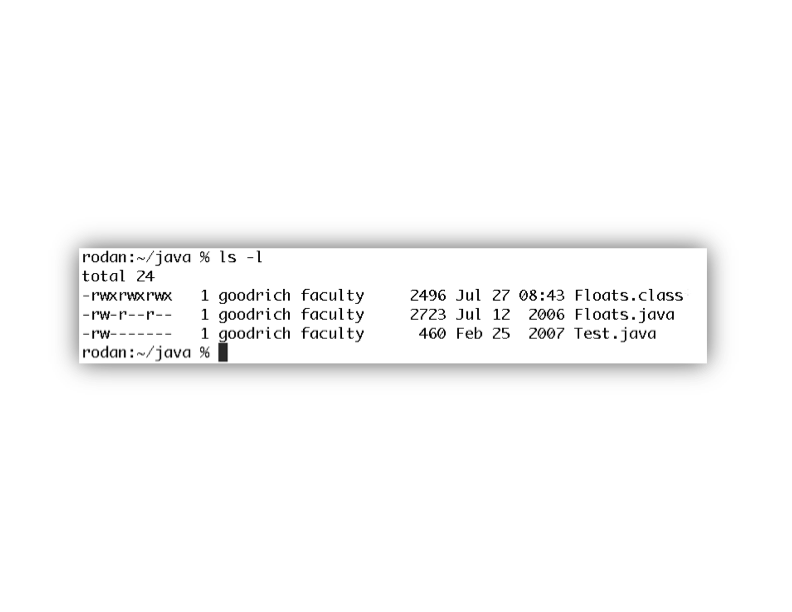 rodan:~/java % ls -l
total 24
-rwxrwxrwx   1 goodrich faculty     2496 Jul 27 08:43 Floats.class
-rw-r--r--   1 goodrich faculty     2723 Jul 12  2006 Floats.java
-rw-------   1 goodrich faculty      460 Feb 25  2007 Test.java
rodan:~/java %